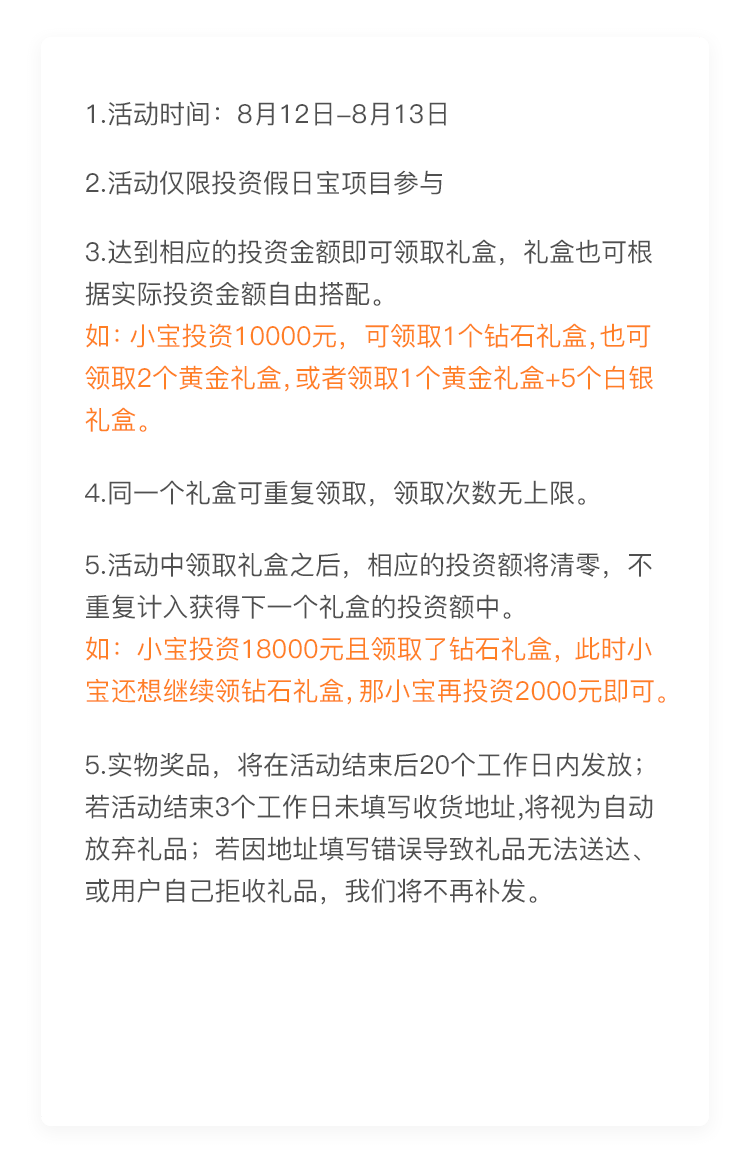 1.活动时间：8月12日-8月13日
2.活动仅限投资假日宝项目参与
3.达到相应的投资金额即可领取礼盒，礼盒也可根
据实际投资金额自由搭配。
如：小宝投资10000元，可领取1个钻石礼盒,也可
领取2个黄金礼盒,或者领取1个黄金礼盒+5个白银
礼盒。
4.同一个礼盒可重复领取，领取次数无上限。
5.活动中领取礼盒之后，相应的投资额将清零，不
重复计入获得下一个礼盒的投资额中。
如：小宝投资18000元且领取了钻石礼盒，此时小
宝还想继续领钻石礼盒,那小宝再投资2000元即可。
5.实物奖品，将在活动结束后20个工作日内发放；
若活动结束3个工作日未填写收货地址,将视为自动
放弃礼品；若因地址填写错误导致礼品无法送达、
或用户自己拒收礼品，我们将不再补发。